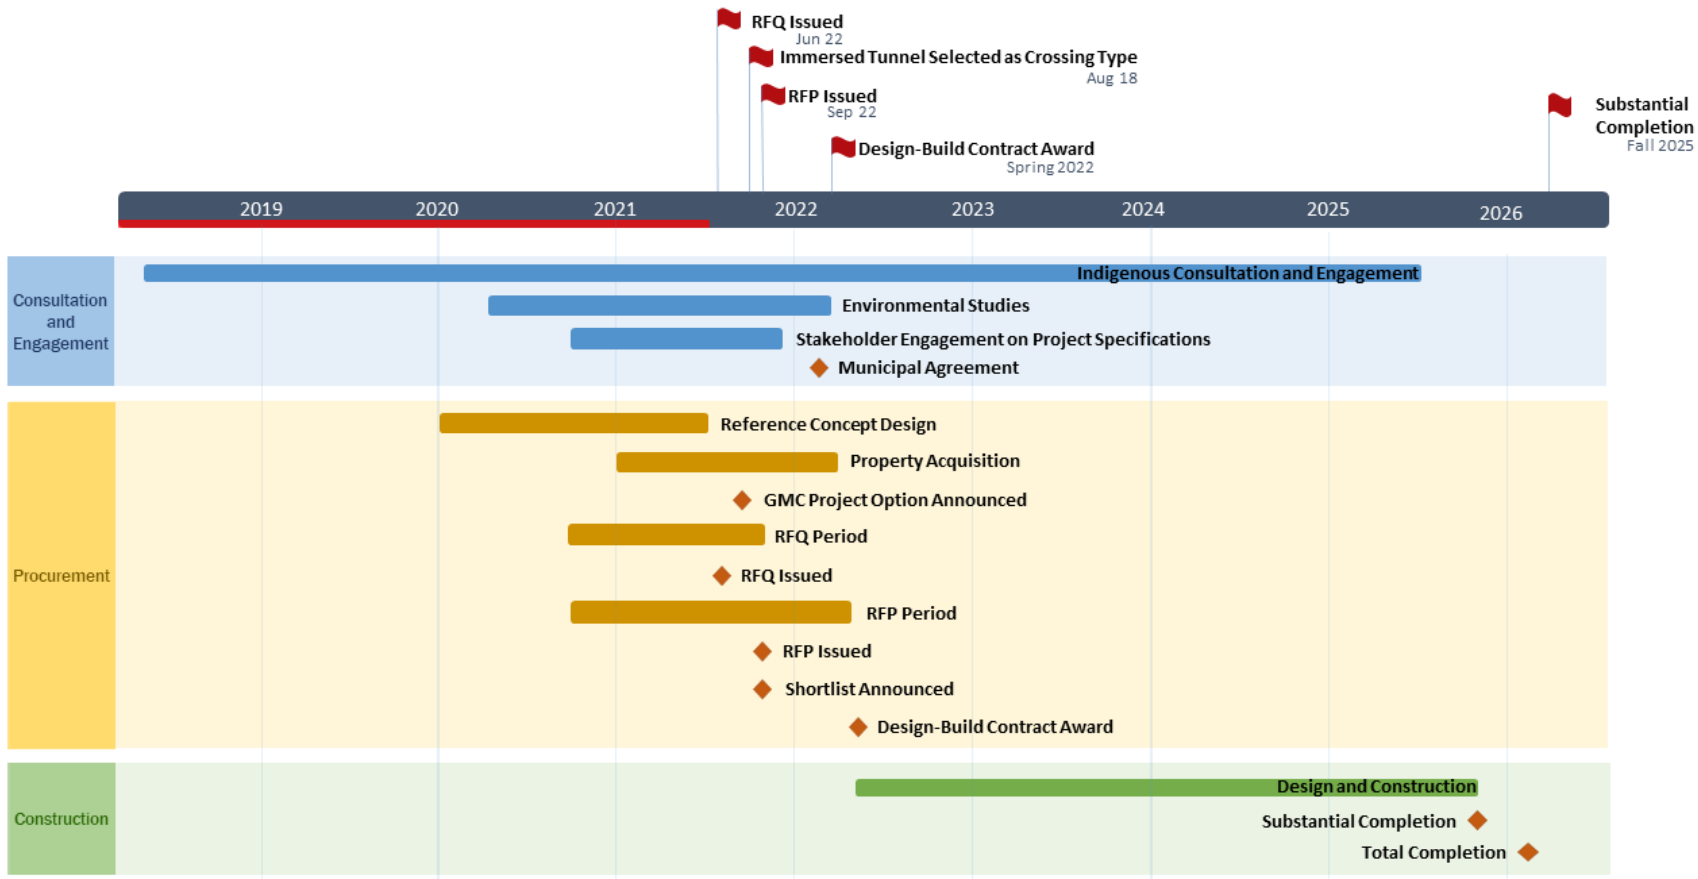 RFQ Issued
Jun 22
Immersed Tunnel Selected as Crossing Type
Aug 18
RFP Issued
Sep 22
Design-Build Contract Award
Spring 2022
Substantial
Completion
Fall 2025
2019 2020 2021 2022 2023 2024 2025 2026
Consultation
and
Engagement
Indigenous Consultation and Engagement
Environmental Studies
Stakeholder Engagement on Project Specifications
Municipal Agreement
Procurement
Reference Concept Design
Property Acquisition
GMC Project Option Announced
RFQ Period
RFQ Issued
RFP Period
RFP Issued
Shortlist Announced
Design-Build Contract Award
Construction
Design and Construction
Substantial Completion
Total Completion